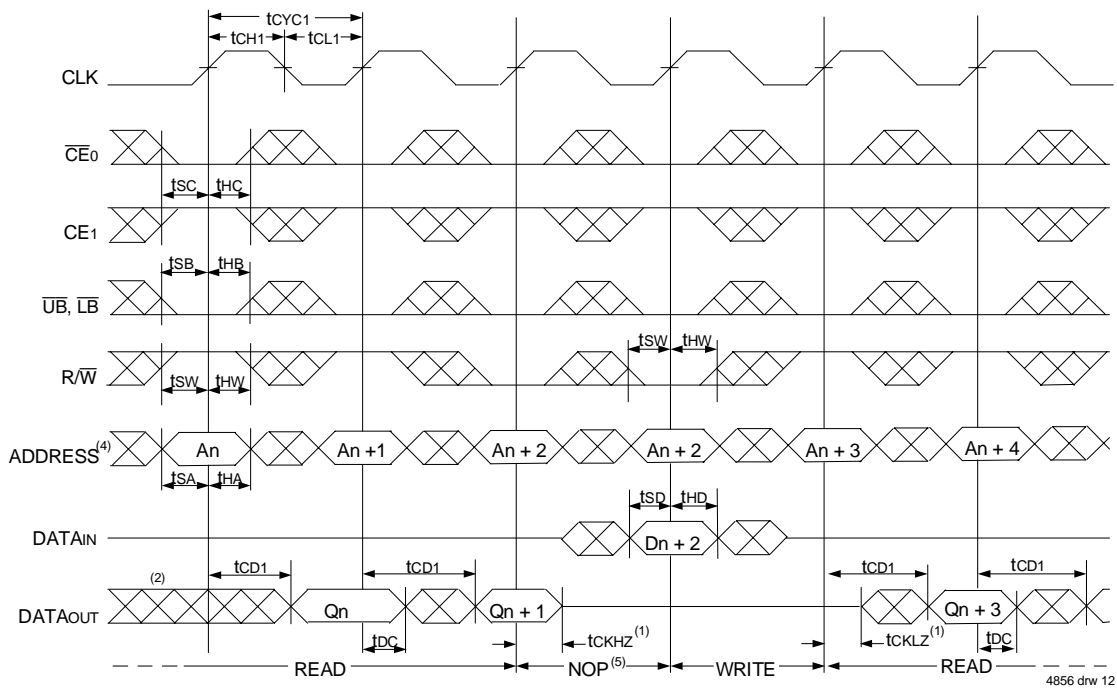 tCYC1
tCH1 tCL1
CLK
CE0
tSC tHC
CE1
tSB tHB
UB, LB
tSW tHW
R/W
tSW tHW
ADDRESS(4) An An +1 An + 2 An + 2 An + 3 An + 4
tSA tHA
tSD tHD
DATAIN Dn + 2
(2) tCD1 tCD1 tCD1 tCD1
DATAOUT Qn Qn + 1 Qn + 3
tDC tCKHZ(1) tCKLZ(1) tDC
READ NOP(5) WRITE READ
4856 drw 12